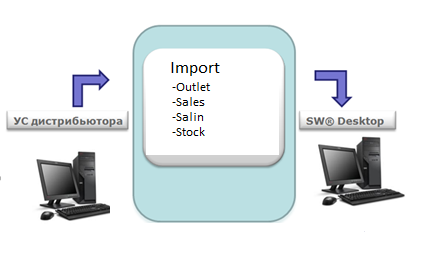 Import
-Outlet
-Sales
-Salin
-Stock
УС дистрибьютора
SW® Desktop